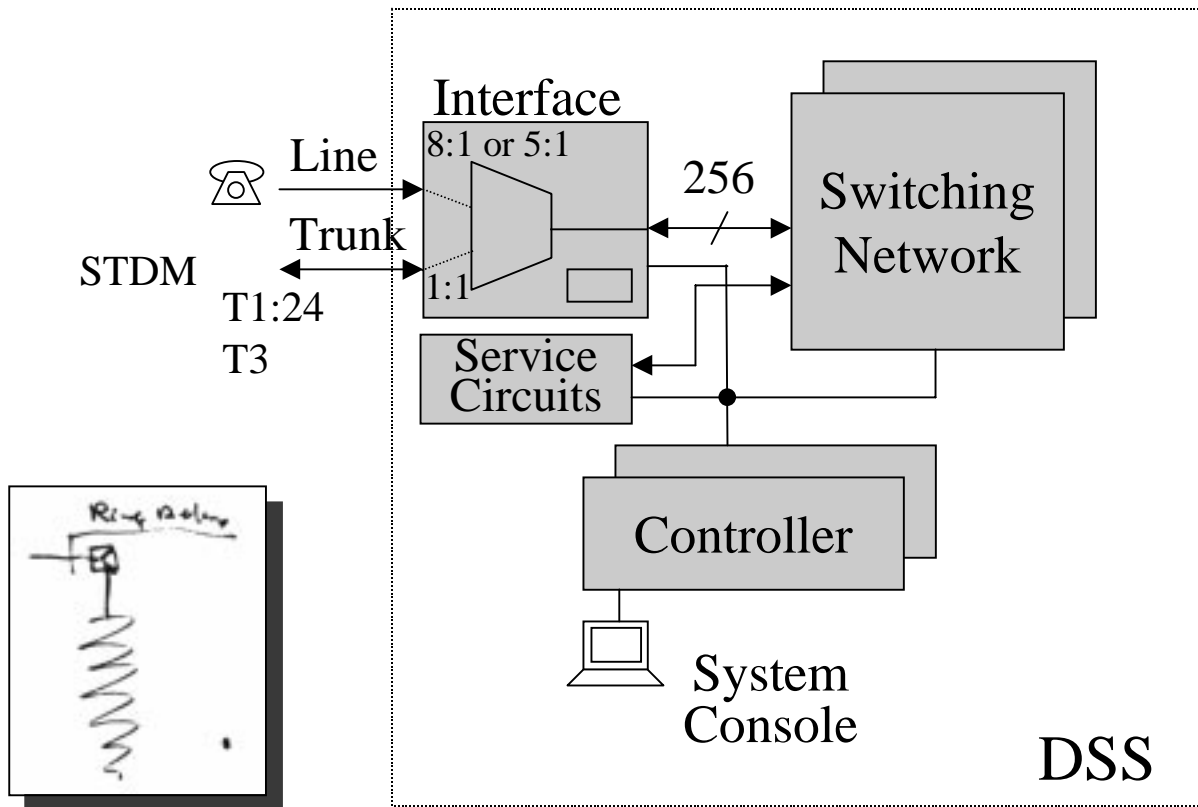 Interface
8:1 or 5:1
Line
256
Switching
Network
Trunk
STDM
1:1
T1:24
T3
Service
Circuits
Ring
Controller
System
Console
DSS